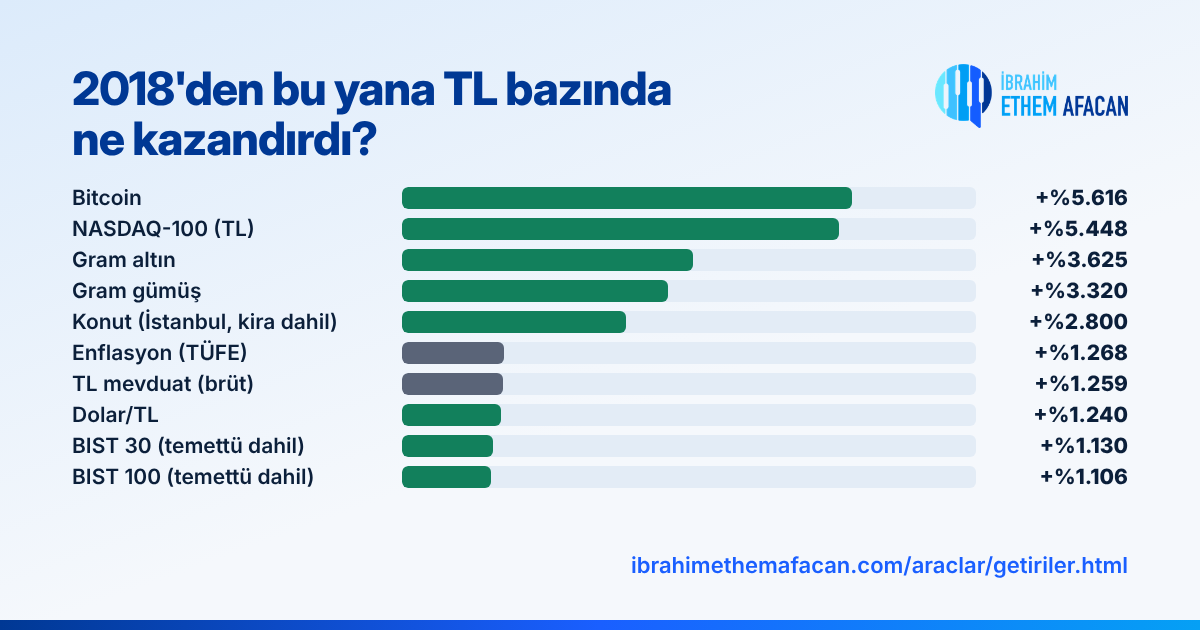 2018'den bu yana TL bazında
ne kazandırdı?
İBRAHİM
ETHEM AFACAN
Bitcoin +%5.616
NASDAQ-100 (TL) +%5.448
Gram altın +%3.625
Gram gümüş +%3.320
Konut (İstanbul, kira dahil) +%2.800
Enflasyon (TÜFE) +%1.268
TL mevduat (brüt) +%1.259
Dolar/TL +%1.240
BIST 30 (temettü dahil) +%1.130
BIST 100 (temettü dahil) +%1.106
ibrahimethemafacan.com/araclar/getiriler.html